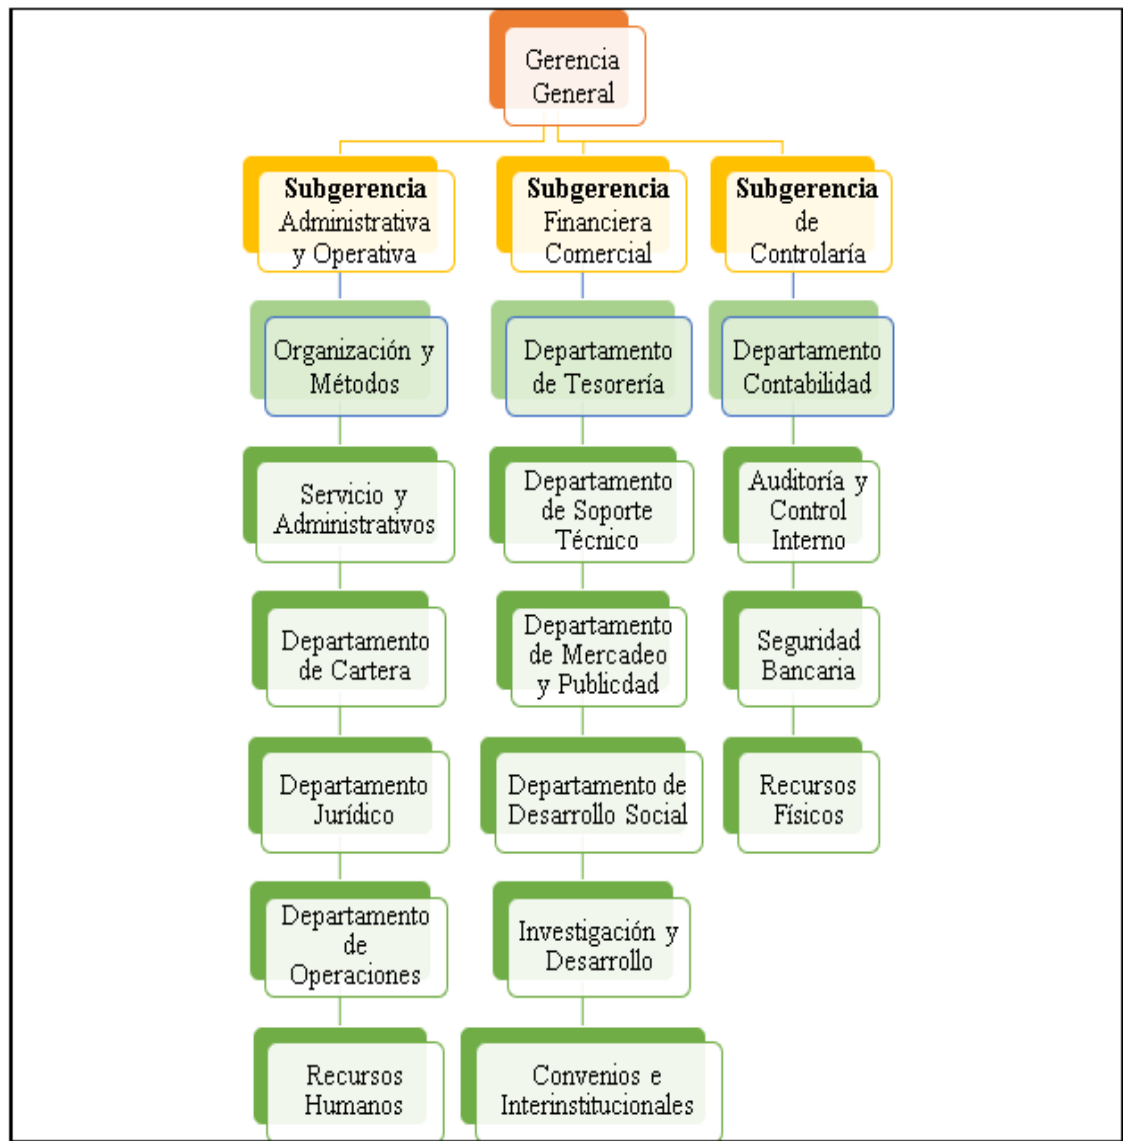 Gerencia
General
Subgerencia
Administrativa
y Operativa
Subgerencia
Financiera
Comercial
Subgerencia
de
Controlaría
Organización y
Métodos
Departamento
de Tesorería
Departamento
Contabilidad
Servicio y
Administrativos
Departamento
de Soporte
Técnico
Auditoría y
Control
Interno
Departamento
de Cartera
Departamento
de Mercadeo
y Publicdad
Seguridad
Bancaria
Departamento
Jurídico
Departamento de
Desarrollo Social
Recursos
Físicos
Departamento
de
Operaciones
Investigación y
Desarrollo
Recursos
Humanos
Convenios e
Interinstitucionales